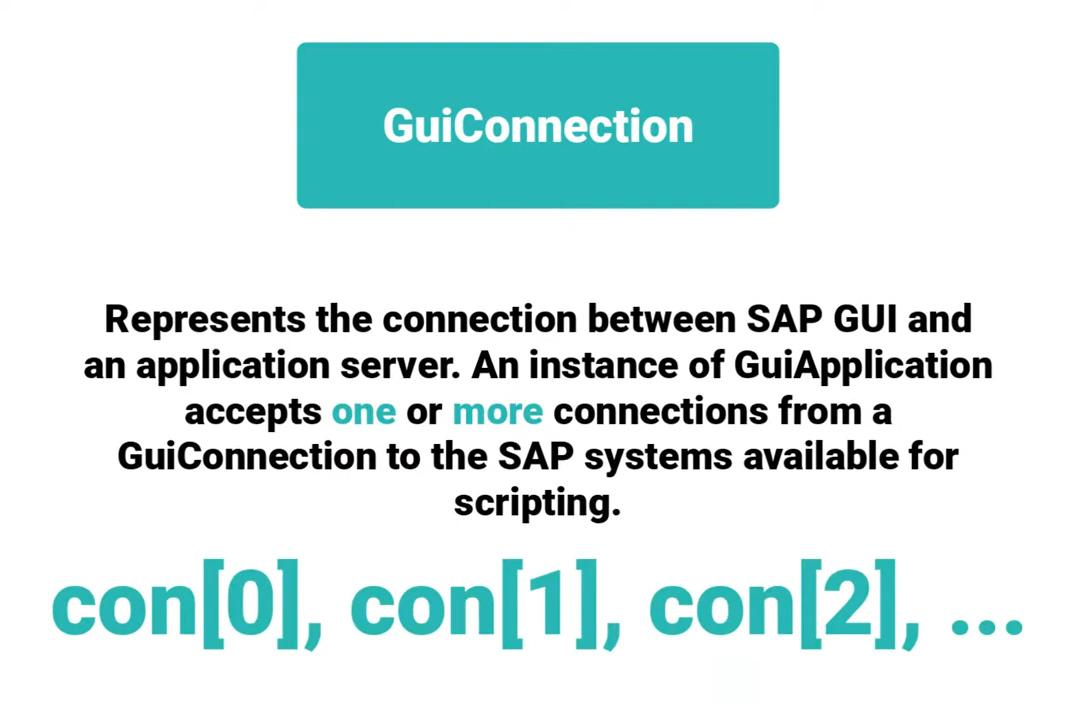 GuiConnection
Represents the connection between SAP GUI and
an application server. An instance of GuiApplication
accepts one or more connections from a
GuiConnection to the SAP systems available for
scripting.
con[0], con[1], con[2], ...